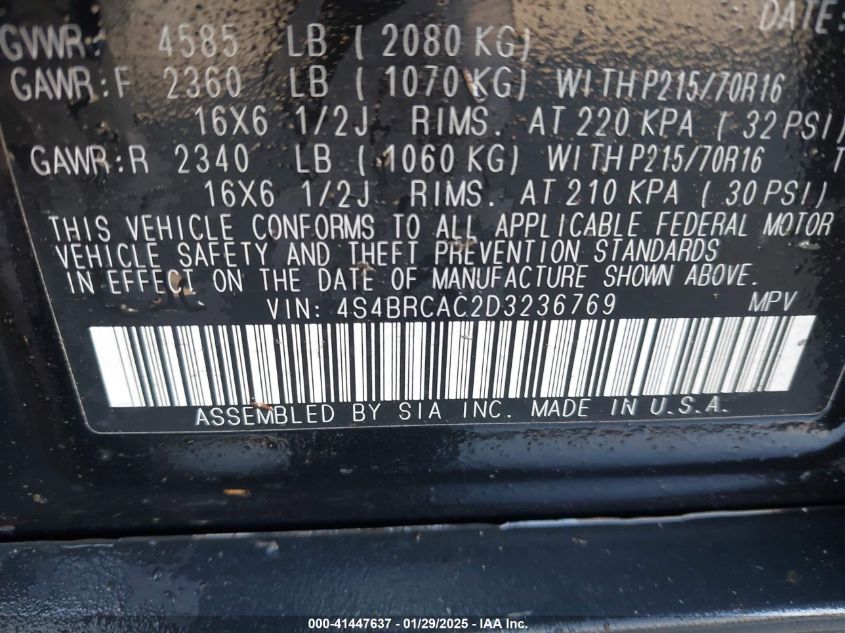 DATE:
GVWR: 4585 LB ( 2080 KG)
GAWR:F 2360 LB ( 1070 KG) WITH P215/70R16
16X6 1/2J RIMS. AT 220 KPA ( 32 PSI)
GAWR:R 2340 LB ( 1060 KG) WITH P215/70R16 T
16X6 1/2J RIMS. AT 210 KPA ( 30 PSI)
THIS VEHICLE CONFORMS TO ALL APPLICABLE FEDERAL MOTOR
VEHICLE SAFETY AND THEFT PREVENTION STANDARDS
IN EFFECT ON THE DATE OF MANUFACTURE SHOWN ABOVE.
VIN: 4S4BRCAC2D3236769 MPV
ASSEMBLED BY SIA INC. MADE IN U.S.A.
000-41447637 - 01/29/2025 - IAA Inc.